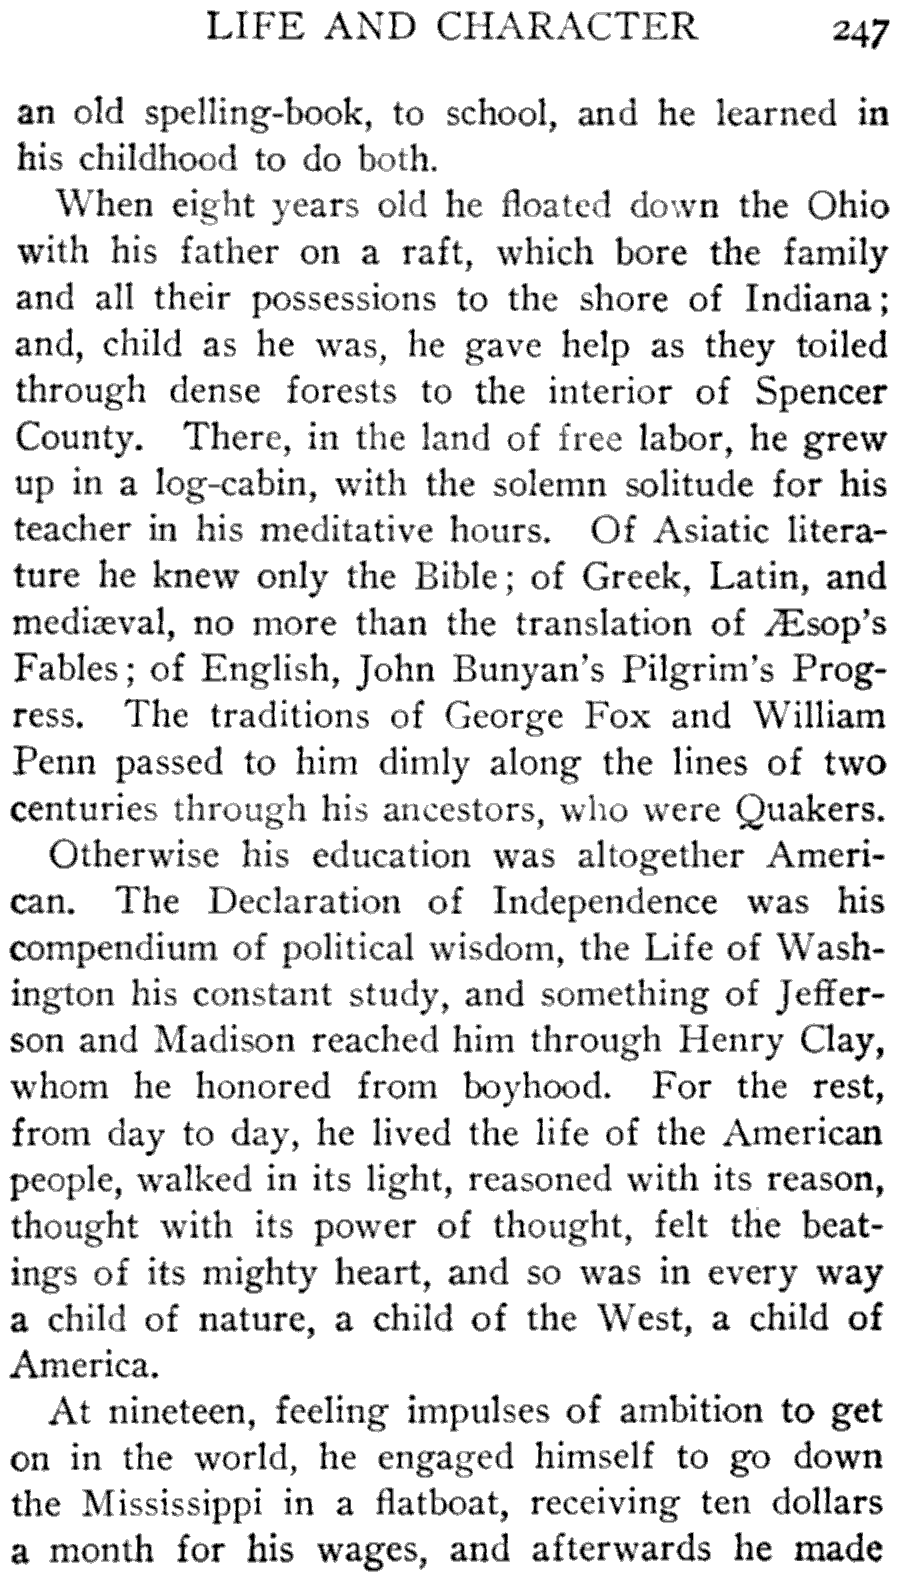 LIFE AND CHARACTER 247
an old spelling-book, to school, and he learned in
his childhood to do both.
When eight years old he floated down the Ohio
with his father on a raft, which bore the family
and all their possessions to the shore of Indiana;
and, child as he was, he gave help as they toiled
through dense forests to the interior of Spencer
County. There, in the land of free labor, he grew
up in a log-cabin, with the solemn solitude for his
teacher in his meditative hours. Of Asiatic litera-
ture he knew only the Bible; of Greek, Latin, and
mediæval, no more than the translation of Æsop's
Fables; of English, John Bunyan's Pilgrim's Prog-
ress. The traditions of George Fox and William
Penn passed to him dimly along the lines of two
centuries through his ancestors, who were Quakers.
Otherwise his education was altogether Ameri-
can. The Declaration of Independence was his
compendium of political wisdom, the Life of Wash-
ington his constant study, and something of Jeffer-
son and Madison reached him through Henry Clay,
whom he honored from boyhood. For the rest,
from day to day, he lived the life of the American
people, walked in its light, reasoned with its reason,
thought with its power of thought, felt the beat-
ings of its mighty heart, and so was in every way
a child of nature, a child of the West, a child of
America.
At nineteen, feeling impulses of ambition to get
on in the world, he engaged himself to go down
the Mississippi in a flatboat, receiving ten dollars
a month for his wages, and afterwards he made